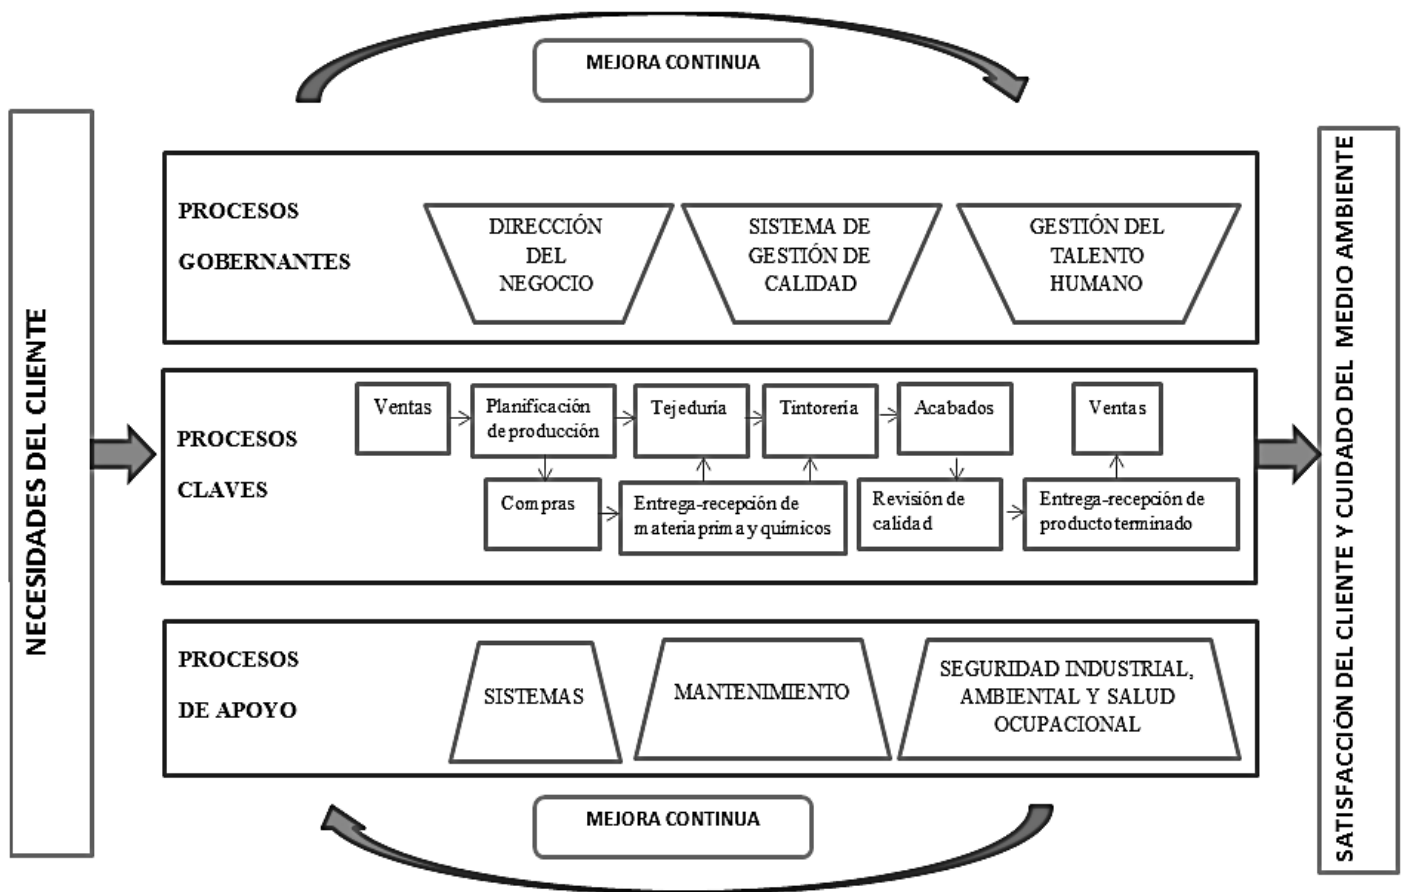 MEJORA CONTINUA
NECESIDADES DEL CLIENTE
PROCESOS
GOBERNANTES
DIRECCIÓN
DEL
NEGOCIO
SISTEMA DE
GESTIÓN DE
CALIDAD
GESTIÓN DEL
TALENTO
HUMANO
PROCESOS
CLAVES
Ventas
Planificación
de producción
Tejeduría
Tintorería
Acabados
Ventas
Compras
Entrega-recepción de
materia prima y químicos
Revisión de
calidad
Entrega-recepción de
producto terminado
PROCESOS
DE APOYO
SISTEMAS
MANTENIMIENTO
SEGURIDAD INDUSTRIAL,
AMBIENTAL Y SALUD
OCUPACIONAL
SATISFACCIÓN DEL CLIENTE Y CUIDADO DEL MEDIO AMBIENTE
MEJORA CONTINUA